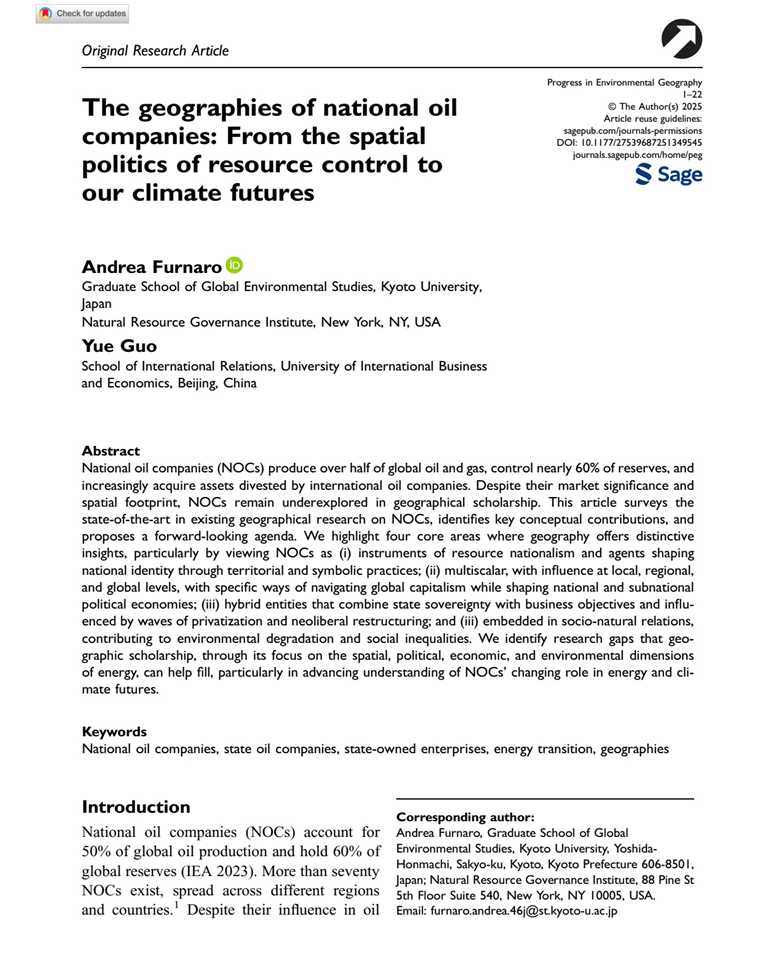 Check for updates
Original Research Article
The geographies of national oil
companies: From the spatial
politics of resource control to
our climate futures
Progress in Environmental Geography
1–22
© The Author(s) 2025
Article reuse guidelines:
sagepub.com/journals-permissions
DOI: 10.1177/27539687251349545
journals.sagepub.com/home/peg
Sage
Andrea Furnaro iD
Graduate School of Global Environmental Studies, Kyoto University,
Japan
Natural Resource Governance Institute, New York, NY, USA
Yue Guo
School of International Relations, University of International Business
and Economics, Beijing, China
Abstract
National oil companies (NOCs) produce over half of global oil and gas, control nearly 60% of reserves, and
increasingly acquire assets divested by international oil companies. Despite their market significance and
spatial footprint, NOCs remain underexplored in geographical scholarship. This article surveys the
state-of-the-art in existing geographical research on NOCs, identifies key conceptual contributions, and
proposes a forward-looking agenda. We highlight four core areas where geography offers distinctive
insights, particularly by viewing NOCs as (i) instruments of resource nationalism and agents shaping
national identity through territorial and symbolic practices; (ii) multiscalar, with influence at local, regional,
and global levels, with specific ways of navigating global capitalism while shaping national and subnational
political economies; (iii) hybrid entities that combine state sovereignty with business objectives and influ-
enced by waves of privatization and neoliberal restructuring; and (iii) embedded in socio-natural relations,
contributing to environmental degradation and social inequalities. We identify research gaps that geo-
graphic scholarship, through its focus on the spatial, political, economic, and environmental dimensions
of energy, can help fill, particularly in advancing understanding of NOCs’ changing role in energy and cli-
mate futures.
Keywords
National oil companies, state oil companies, state-owned enterprises, energy transition, geographies
Introduction
National oil companies (NOCs) account for
50% of global oil production and hold 60% of
global reserves (IEA 2023). More than seventy
NOCs exist, spread across different regions
and countries.1 Despite their influence in oil
Corresponding author:
Andrea Furnaro, Graduate School of Global
Environmental Studies, Kyoto University, Yoshida-
Honmachi, Sakyo-ku, Kyoto, Kyoto Prefecture 606-8501,
Japan; Natural Resource Governance Institute, 88 Pine St
5th Floor Suite 540, New York, NY 10005, USA.
Email: furnaro.andrea.46j@st.kyoto-u.ac.jp